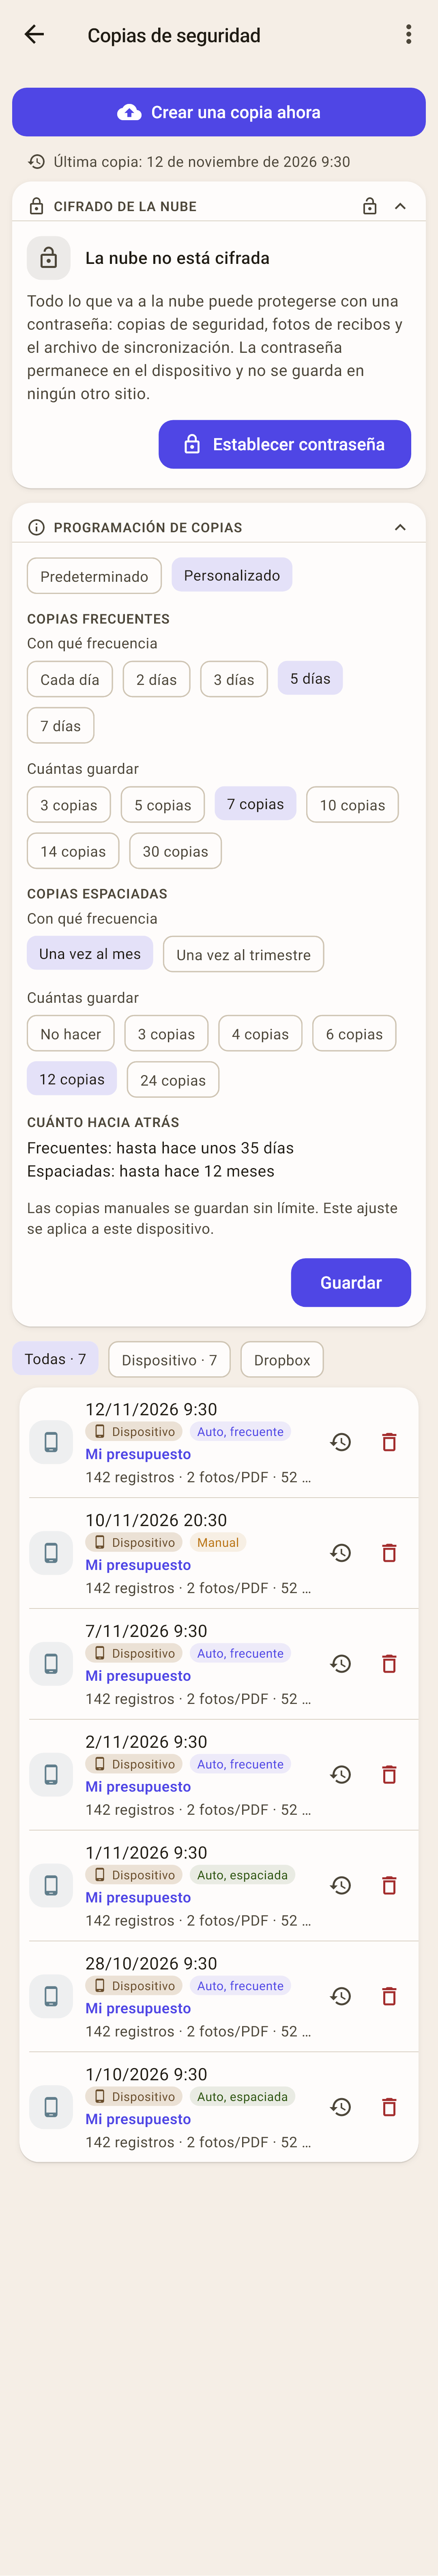 Copias de seguridad
Crear una copia ahora
Última copia: 12 de noviembre de 2026 9:30
CIFRADO DE LA NUBE
La nube no está cifrada
Todo lo que va a la nube puede protegerse con una
contraseña: copias de seguridad, fotos de recibos y
el archivo de sincronización. La contraseña
permanece en el dispositivo y no se guarda en
ningún otro sitio.
Establecer contraseña
PROGRAMACIÓN DE COPIAS
Predeterminado Personalizado
COPIAS FRECUENTES
Con qué frecuencia
Cada día 2 días 3 días 5 días
7 días
Cuántas guardar
3 copias 5 copias 7 copias 10 copias
14 copias 30 copias
COPIAS ESPACIADAS
Con qué frecuencia
Una vez al mes Una vez al trimestre
Cuántas guardar
No hacer 3 copias 4 copias 6 copias
12 copias 24 copias
CUÁNTO HACIA ATRÁS
Frecuentes: hasta hace unos 35 días
Espaciadas: hasta hace 12 meses
Las copias manuales se guardan sin límite. Este ajuste
se aplica a este dispositivo.
Guardar
Todas · 7 Dispositivo · 7 Dropbox
12/11/2026 9:30
Dispositivo Auto, frecuente
Mi presupuesto
142 registros · 2 fotos/PDF · 52 ...
10/11/2026 20:30
Dispositivo Manual
Mi presupuesto
142 registros · 2 fotos/PDF · 52 ...
7/11/2026 9:30
Dispositivo Auto, frecuente
Mi presupuesto
142 registros · 2 fotos/PDF · 52 ...
2/11/2026 9:30
Dispositivo Auto, frecuente
Mi presupuesto
142 registros · 2 fotos/PDF · 52 ...
1/11/2026 9:30
Dispositivo Auto, espaciada
Mi presupuesto
142 registros · 2 fotos/PDF · 52 ...
28/10/2026 9:30
Dispositivo Auto, frecuente
Mi presupuesto
142 registros · 2 fotos/PDF · 52 ...
1/10/2026 9:30
Dispositivo Auto, espaciada
Mi presupuesto
142 registros · 2 fotos/PDF · 52 ...